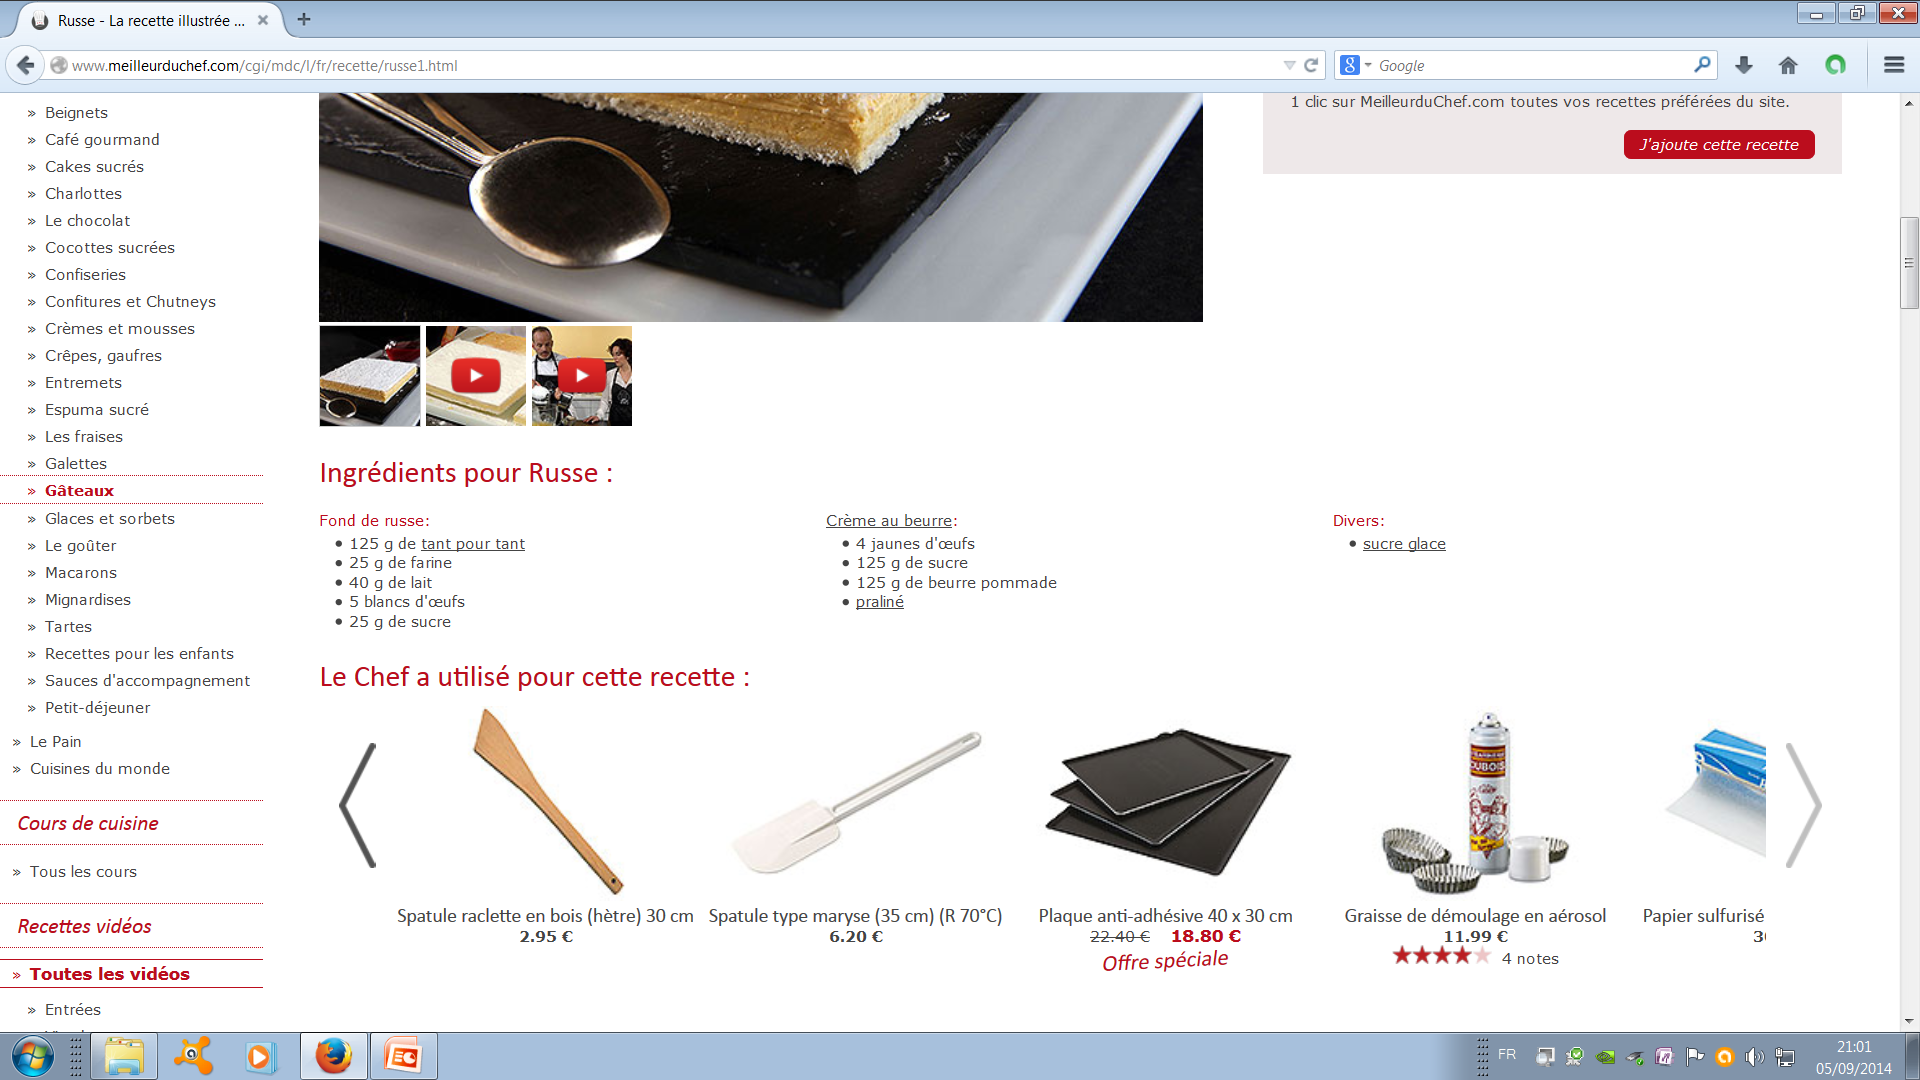 Russe - La recette illustrée ...
www.meilleurduchef.com/cgi/mdc/l/fr/recette/russe1.html
Google
» Beignets
» Café gourmand
» Cakes sucrés
» Charlottes
» Le chocolat
» Cocottes sucrées
» Confiseries
» Confitures et Chutneys
» Crèmes et mousses
» Crêpes, gaufres
» Entremets
» Espuma sucré
» Les fraises
» Galettes
» Gâteaux
» Glaces et sorbets
» Le goûter
» Macarons
» Mignardises
» Tartes
» Recettes pour les enfants
» Sauces d'accompagnement
» Petit-déjeuner
» Le Pain
» Cuisines du monde
Cours de cuisine
» Tous les cours
Recettes vidéos
» Toutes les vidéos
» Entrées
1 clic sur MeilleurduChef.com toutes vos recettes préférées du site.
J'ajoute cette recette
Ingrédients pour Russe :
Fond de russe:
• 125 g de tant pour tant
• 25 g de farine
• 40 g de lait
• 5 blancs d'œufs
• 25 g de sucre
Crème au beurre:
• 4 jaunes d'œufs
• 125 g de sucre
• 125 g de beurre pommade
• praliné
Divers:
• sucre glace
Le Chef a utilisé pour cette recette :
Spatule raclette en bois (hêtre) 30 cm
2.95 €
Spatule type maryse (35 cm) (R 70°C)
6.20 €
Plaque anti-adhésive 40 x 30 cm
22.40 € 18.80 €
Offre spéciale
DUBOIS
Graisse de démoulage en aérosol
11.99 €
4 notes
Papier sulfurisé
FR
21:01
05/09/2014